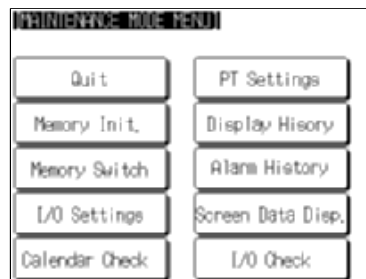 [MAINTENANCE MODE MENU]
Quit
PT Settings
Memory Init.
Display Hisory
Memory Switch
Alarm History
I/O Settings
Screen Data Disp.
Calendar Check
I/O Check